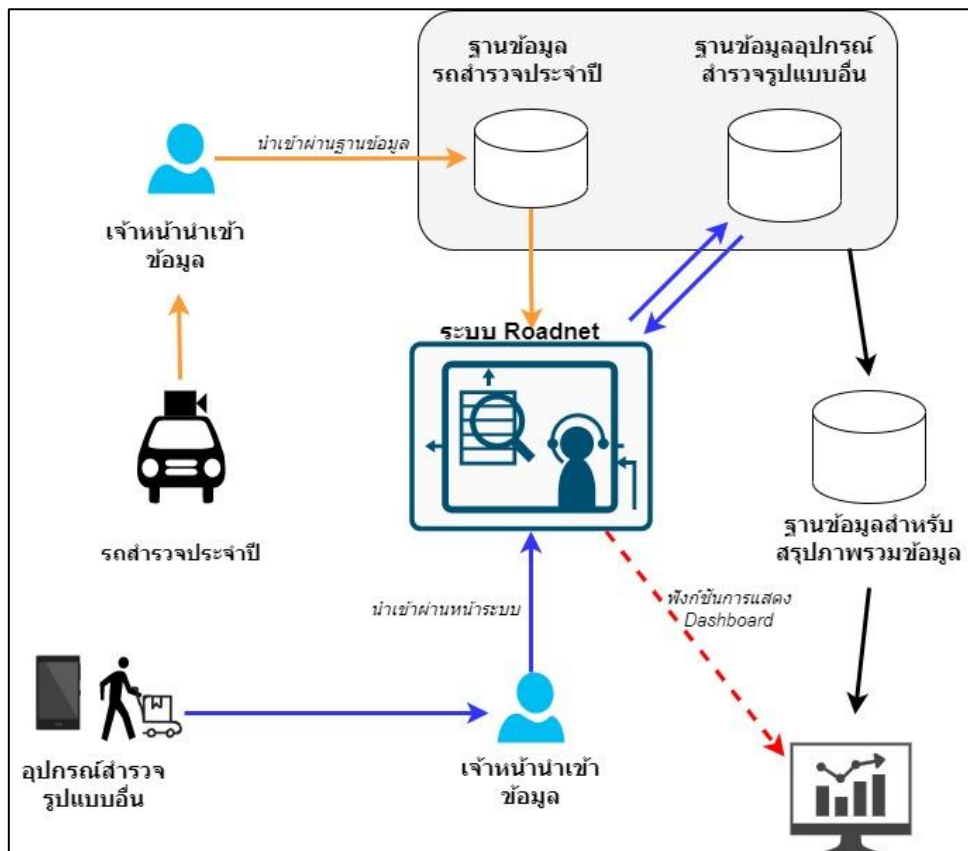 ฐานข้อมูล
รถสำรวจประจำปี
ฐานข้อมูลอุปกรณ์
สำรวจรูปแบบอื่น
นำเข้าผ่านฐานข้อมูล
เจ้าหน้านำเข้า
ข้อมูล
ระบบ Roadnet
รถสำรวจประจำปี
ฐานข้อมูลสำหรับ
สรุปภาพรวมข้อมูล
นำเข้าผ่านหน้าระบบ
ฟังก์ชันการแสดง
Dashboard
อุปกรณ์สำรวจ
รูปแบบอื่น
เจ้าหน้านำเข้า
ข้อมูล